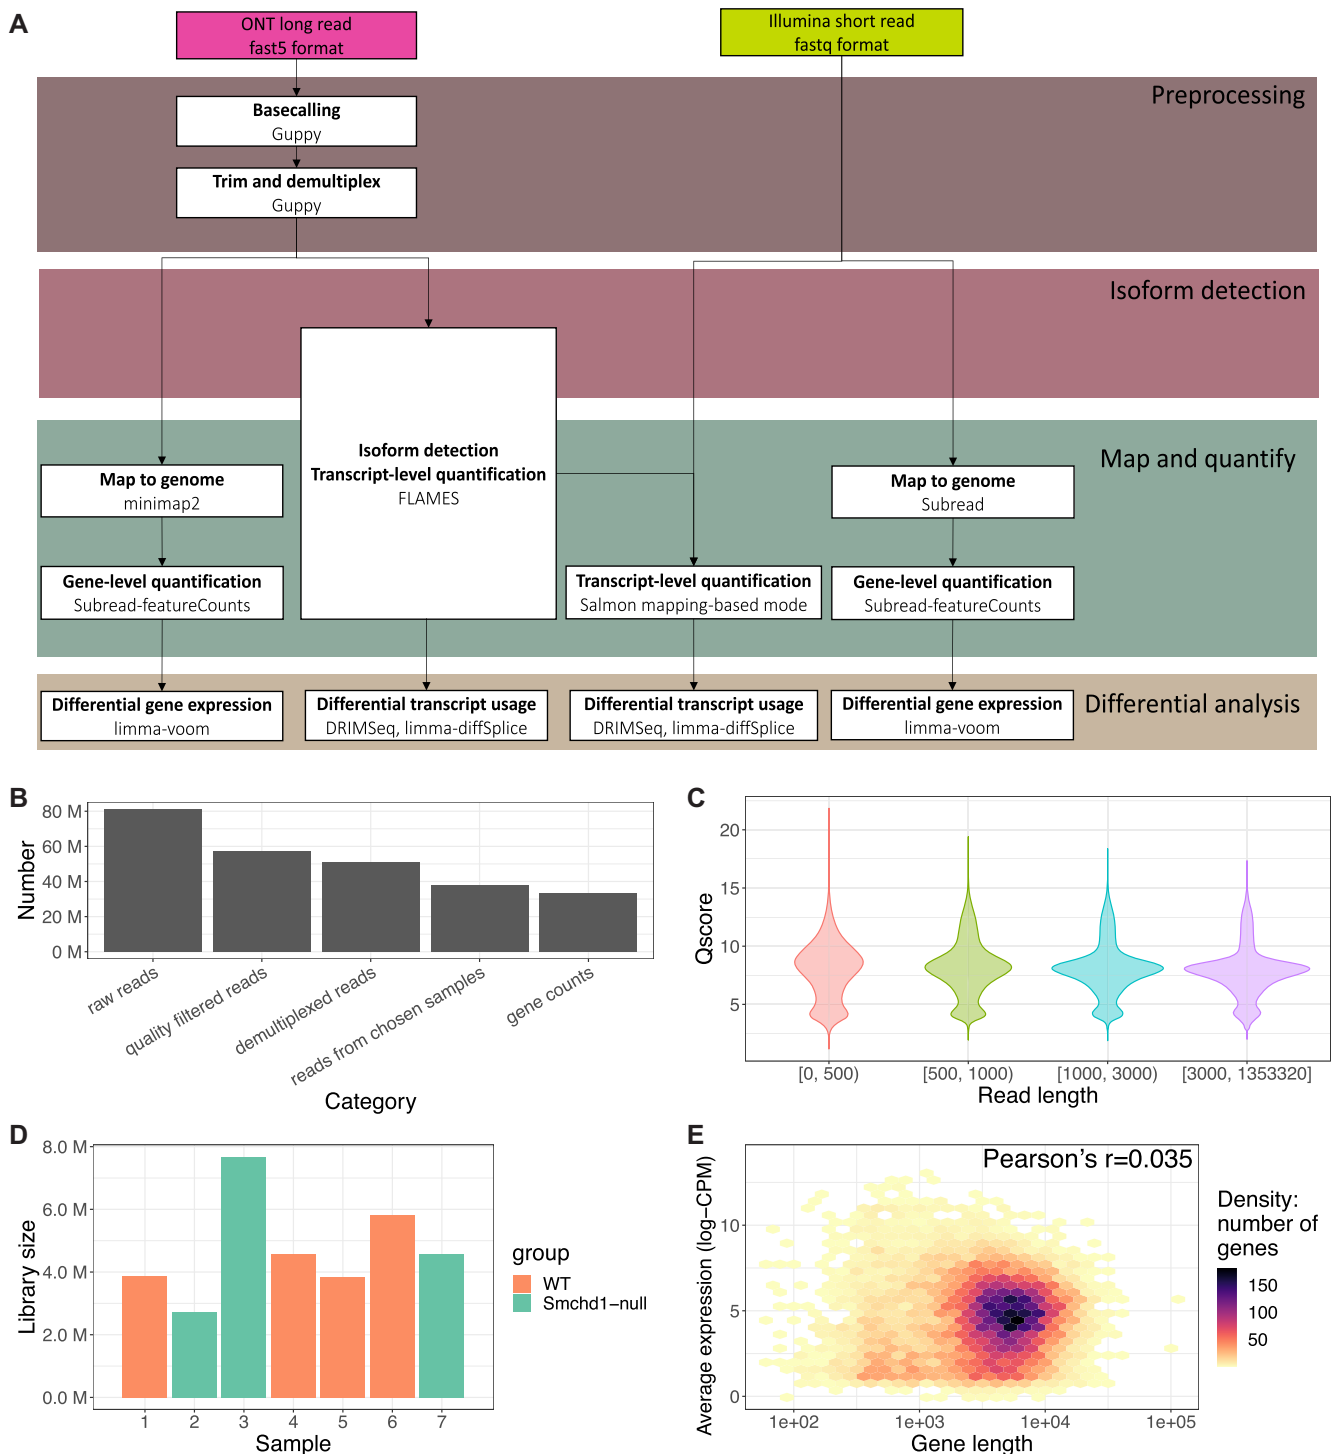 A
ONT long read
fast5 format
Illumina short read
fastq format
Preprocessing
Basecalling
Guppy
Trim and demultiplex
Guppy
Isoform detection
Isoform detection
Transcript-level quantification
FLAMES
Map and quantify
Map to genome
minimap2
Map to genome
Subread
Gene-level quantification
Subread-featureCounts
Transcript-level quantification
Salmon mapping-based mode
Gene-level quantification
Subread-featureCounts
Differential gene expression
limma-voom
Differential transcript usage
DRIMSeq, limma-diffSplice
Differential transcript usage
DRIMSeq, limma-diffSplice
Differential gene expression
limma-voom
Differential analysis
B
Number
80 M
60 M
40 M
20 M
0 M
raw reads
quality filtered reads
demultiplexed reads
reads from chosen samples
gene counts
Category
C
Qscore
20
15
10
5
[0, 500)
[500, 1000)
[1000, 3000)
[3000, 1353320]
Read length
D
Library size
8.0 M
6.0 M
4.0 M
2.0 M
0.0 M
1
2
3
4
5
6
7
Sample
group
WT
Smchd1−null
E
Pearson's r=0.035
Average expression (log−CPM)
10
5
0
1e+02
1e+03
1e+04
1e+05
Gene length
Density:
number of
genes
150
100
50